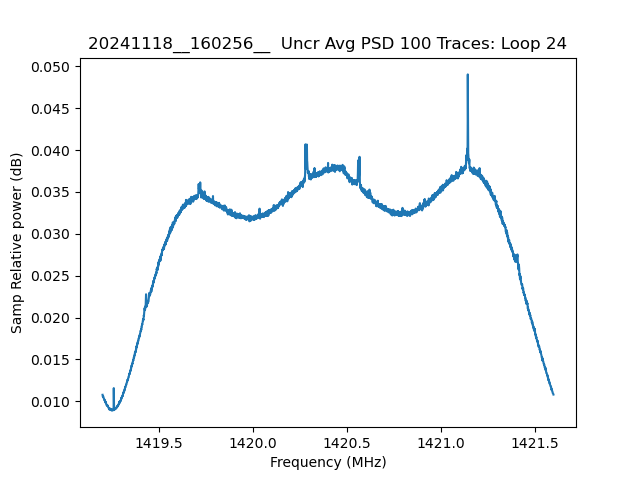 20241118__160256__  Uncr Avg PSD 100 Traces: Loop 24
0.050
0.045
0.040
0.035
0.030
0.025
0.020
0.015
0.010
Samp Relative power (dB)
1419.5 1420.0 1420.5 1421.0 1421.5
Frequency (MHz)